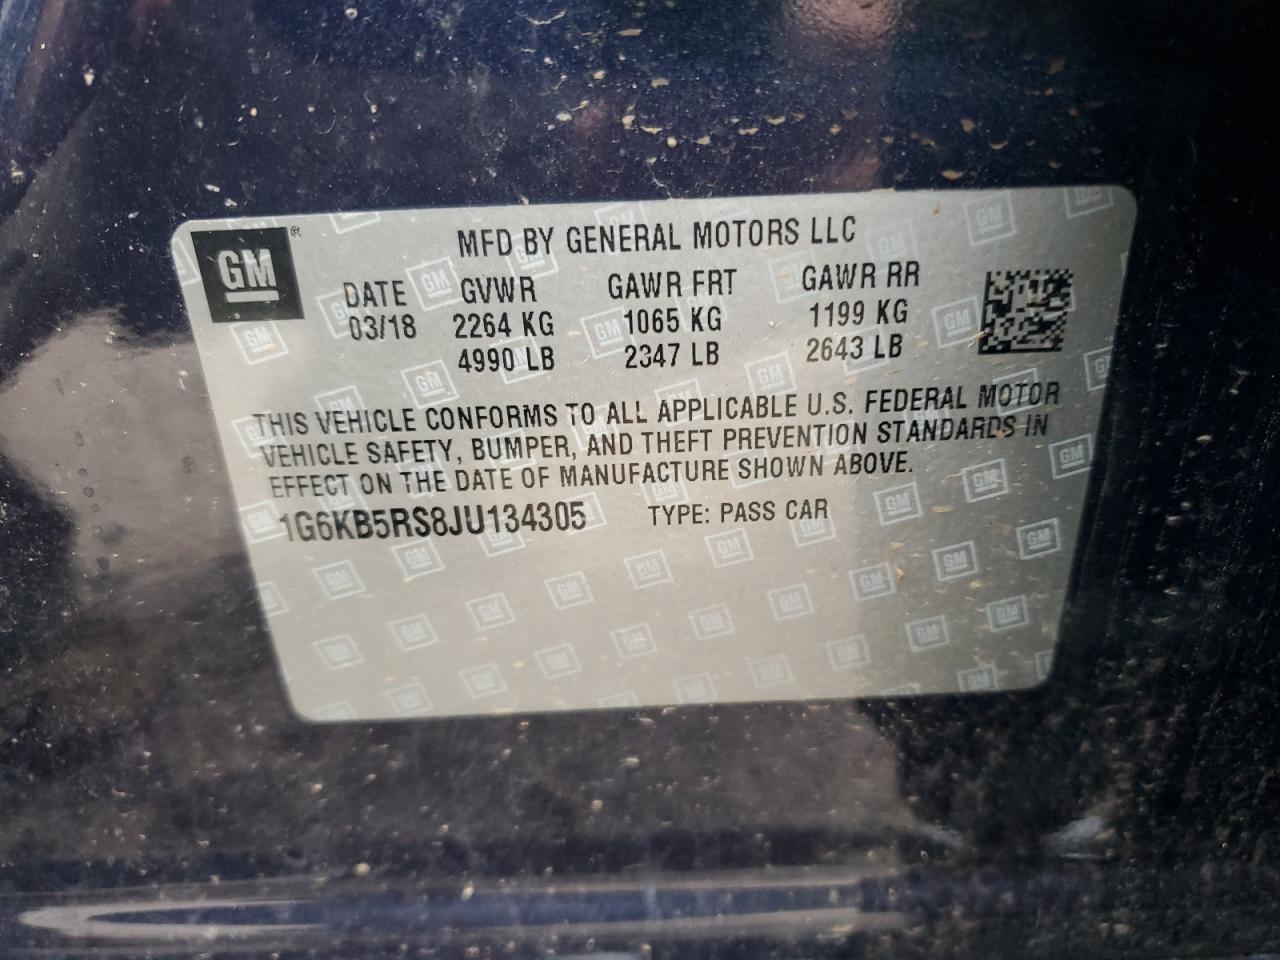 GM®
MFD BY GENERAL MOTORS LLC
DATE GVWR GAWR FRT GAWR RR
03/18 2264 KG 1065 KG 1199 KG
4990 LB 2347 LB 2643 LB
THIS VEHICLE CONFORMS TO ALL APPLICABLE U.S. FEDERAL MOTOR
VEHICLE SAFETY, BUMPER, AND THEFT PREVENTION STANDARDS IN
EFFECT ON THE DATE OF MANUFACTURE SHOWN ABOVE.
1G6KB5RS8JU134305 TYPE: PASS CAR